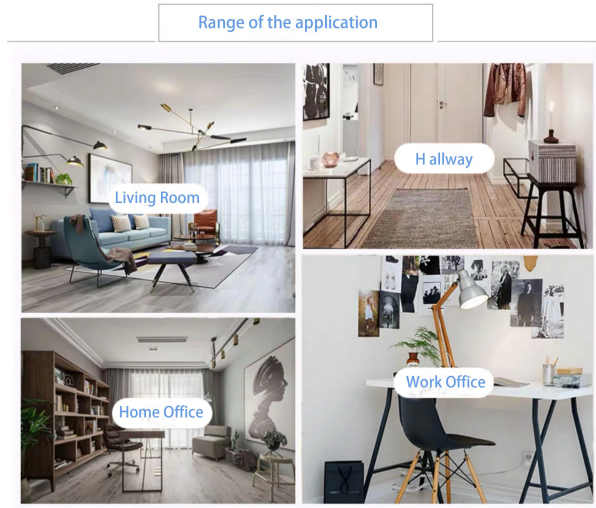 Range of the application
Living Room
H allway
Home Office
Work Office